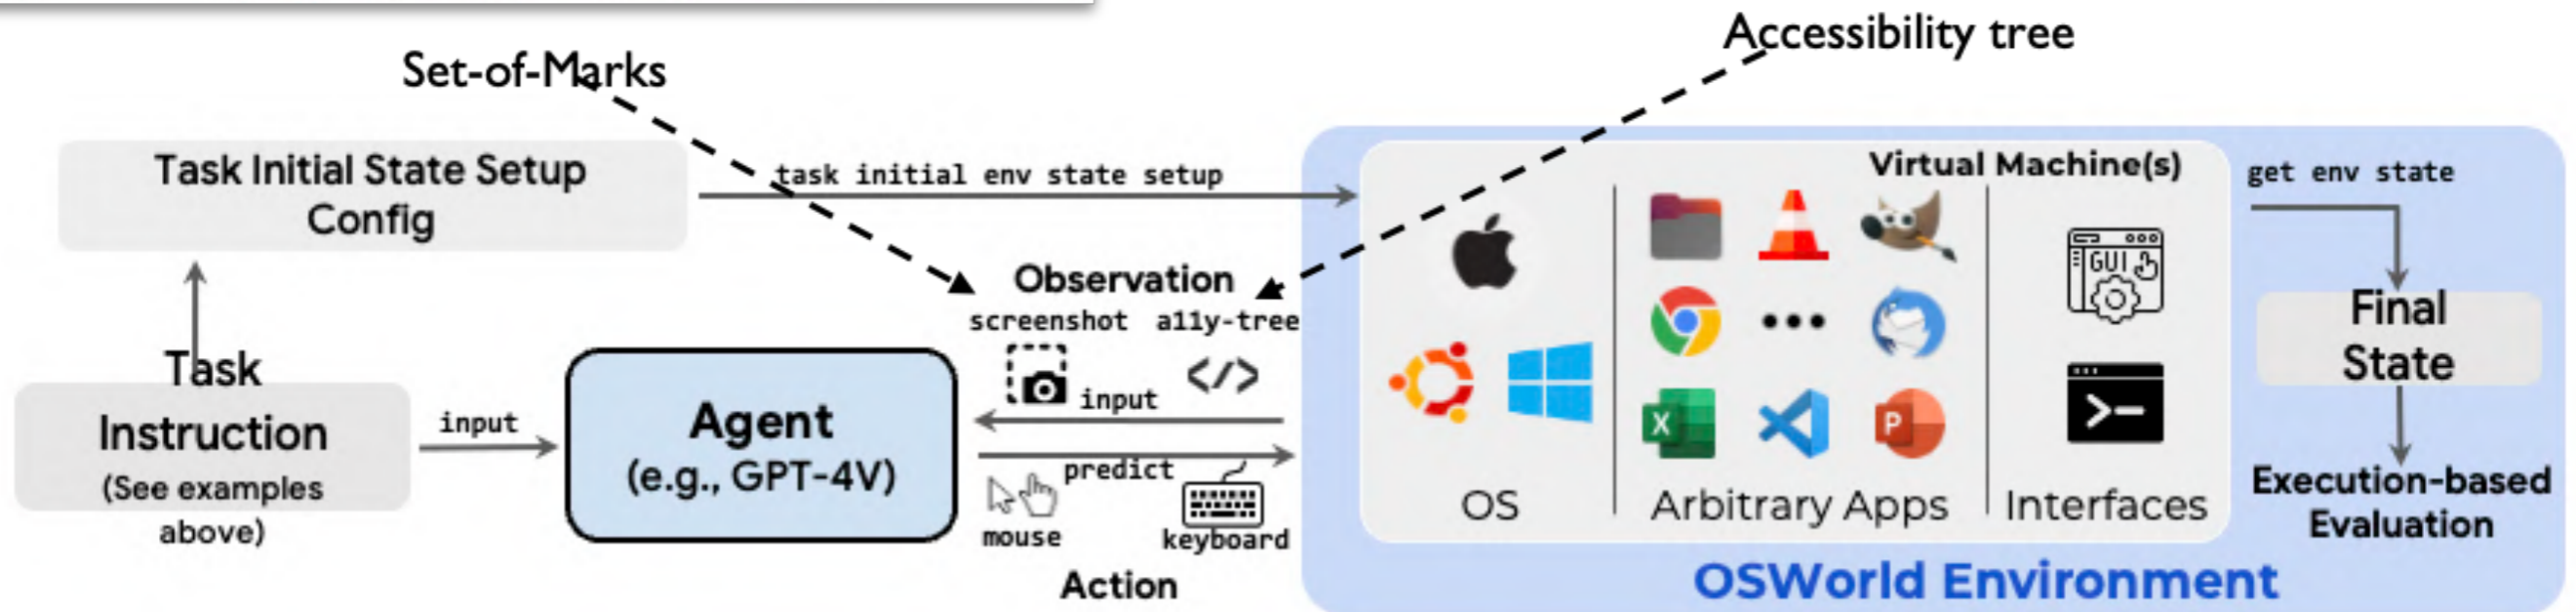 Set-of-Marks
Accessibility tree
Task Initial State Setup
Config
task initial env state setup
Virtual Machine(s)
get env state
Observation
screenshot a11y-tree
Task
Instruction
(See examples
above)
input
Agent
(e.g., GPT-4V)
input
predict
mouse
keyboard
Action
GUI
X
P
OS
Arbitrary Apps
Interfaces
OSWorld Environment
Final
State
Execution-based
Evaluation